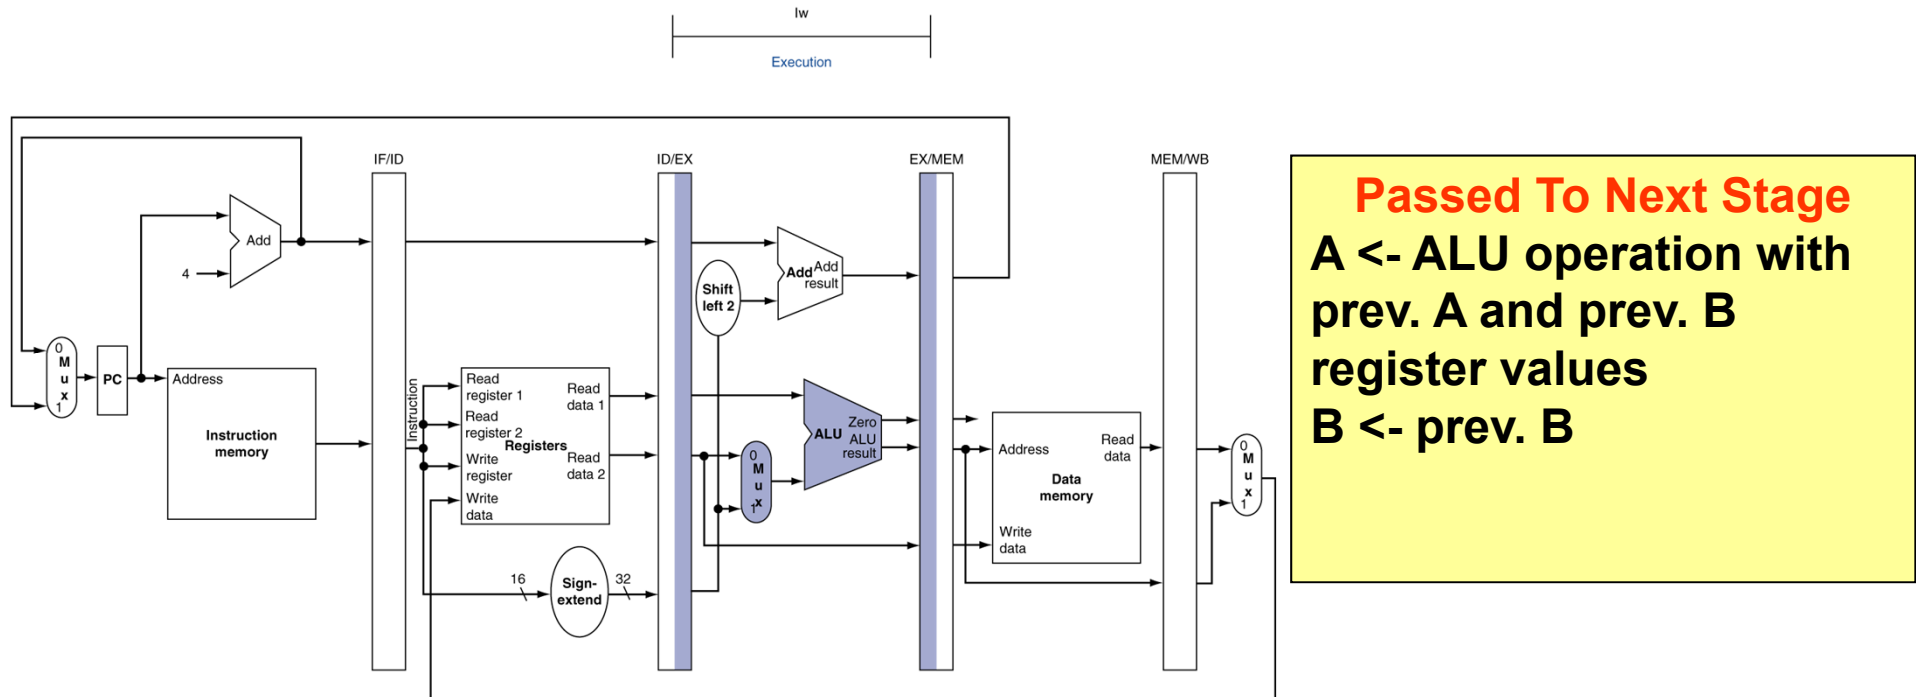 lw
Execution
IF/ID
ID/EX
EX/MEM
MEM/WB
Add
4
0
M
u
x
1
PC
Address
Instruction
memory
Instruction
Read
register 1
Read
register 2
Write
register
Write
data
Registers
Read
data 1
Read
data 2
16
Sign-
extend
32
Shift
left 2
Add
Add
result
0
M
u
x
1
ALU
Zero
ALU
result
Address
Write
data
Data
memory
Read
data
0
M
u
x
1
Passed To Next Stage
A <- ALU operation with
prev. A and prev. B
register values
B <- prev. B